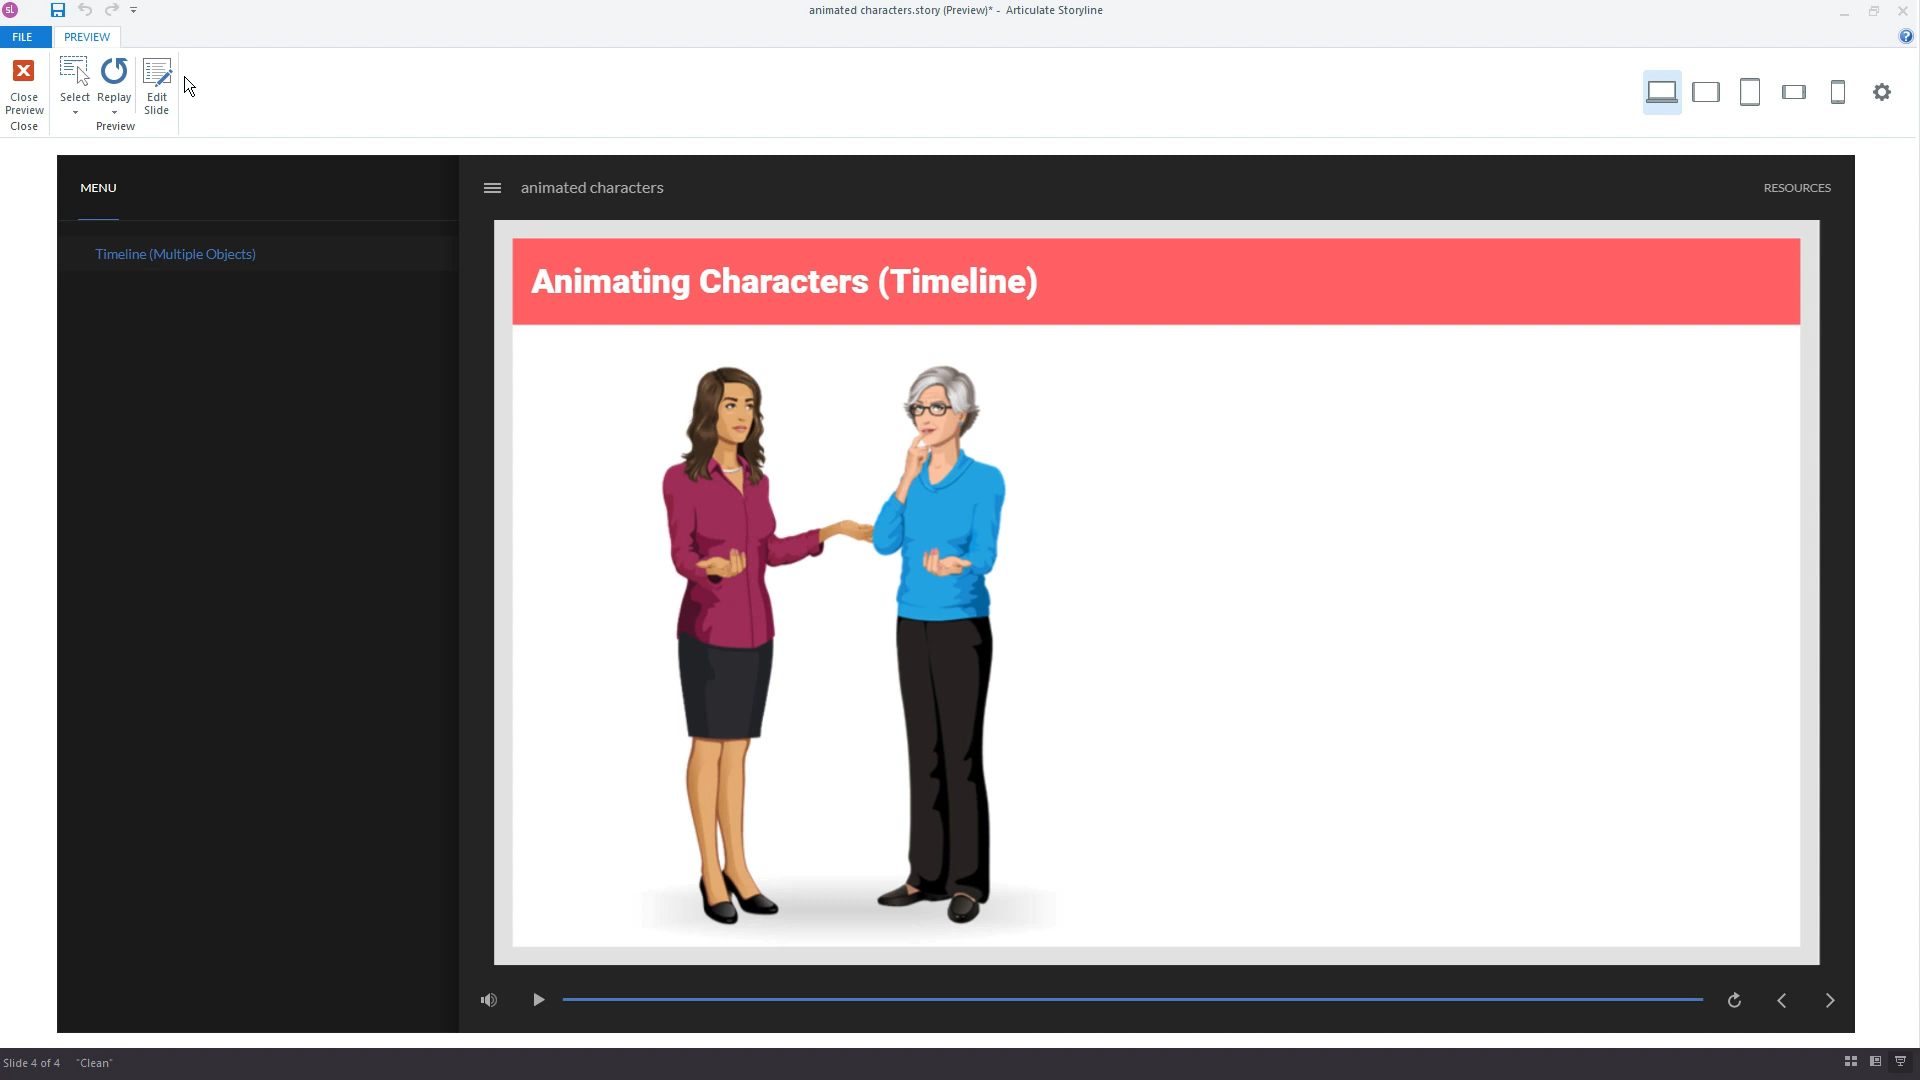 SL
animated characters.story (Preview)* - Articulate Storyline
FILE
PREVIEW
?
Close
Preview
Select
Replay
Edit
Slide
Close
Preview
MENU
animated characters
RESOURCES
Timeline (Multiple Objects)
Animating Characters (Timeline)
Slide 4 of 4
"Clean"